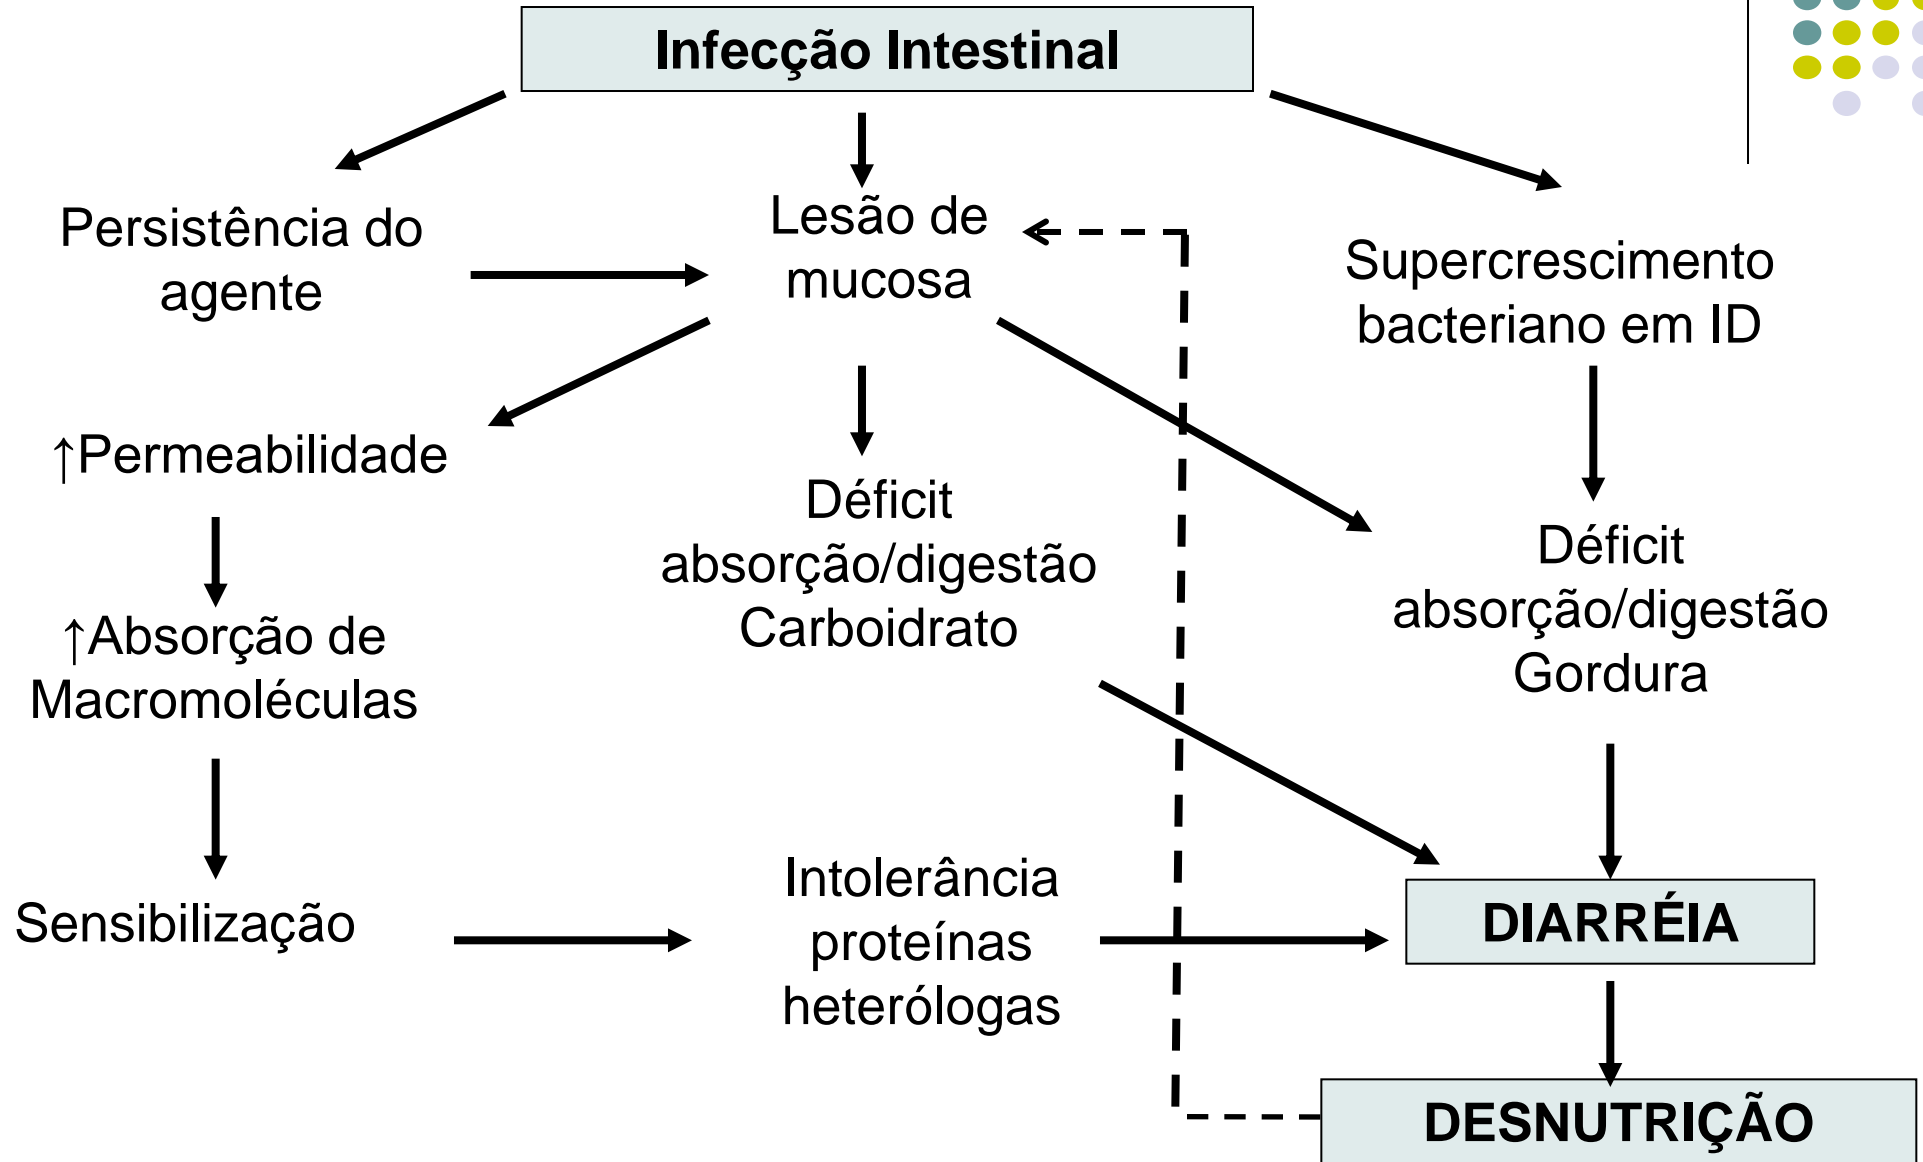 Infecção Intestinal
Persistência do
agente
Lesão de
mucosa
Supercrescimento
bacteriano em ID
↑Permeabilidade
Déficit
absorção/digestão
Carboidrato
Déficit
absorção/digestão
Gordura
↑Absorção de
Macromoléculas
Sensibilização
Intolerância
proteínas
heterólogas
DIARRÉIA
DESNUTRIÇÃO